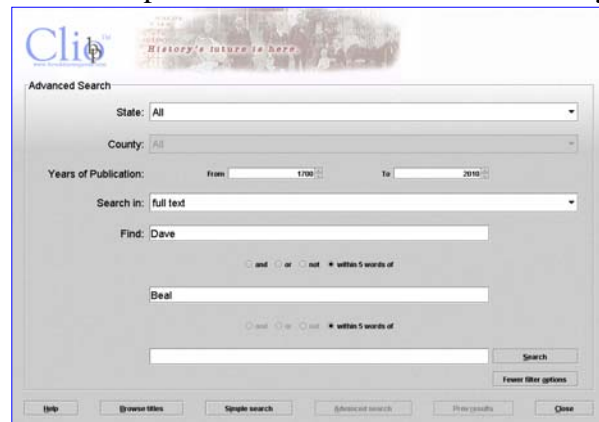 Clio bp ™
History's future is here
Advanced Search
State: All
County: All
Years of Publication: From 1700 To 2010
Search in: full text
Find: Dave
and or not within 5 words of
Beal
and or not within 5 words of
Search
Fewer filter options
Help Browse titles Simple search Advanced search Prev results Close